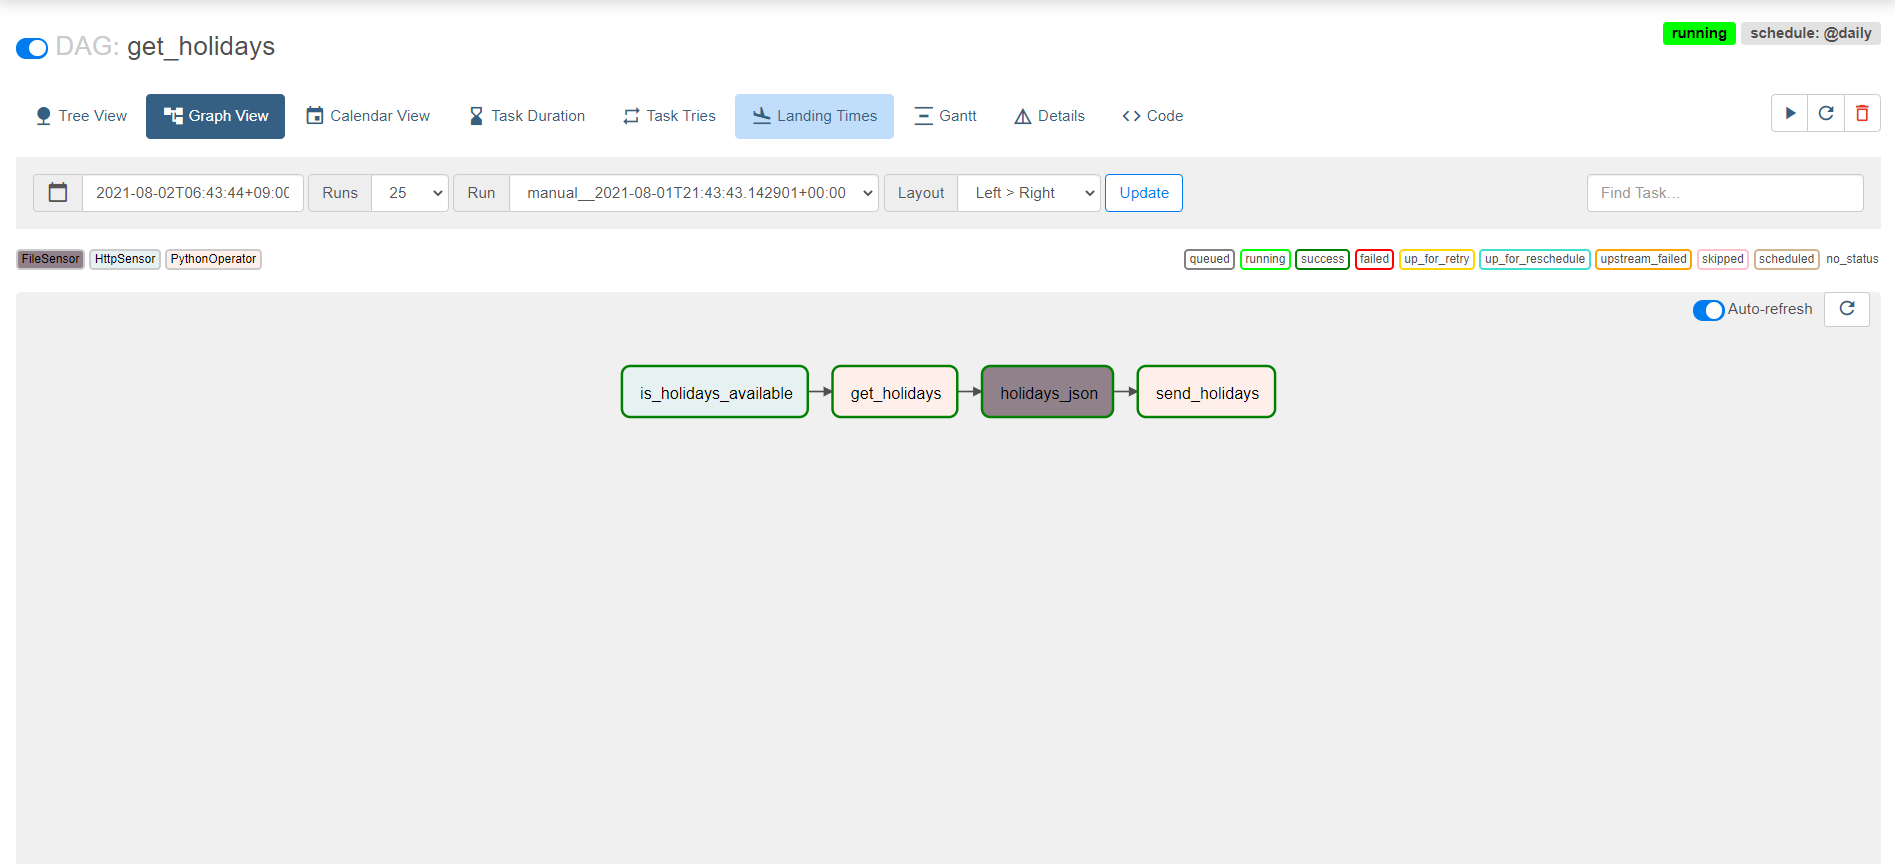 DAG: get_holidays
running schedule: @daily
Tree View Graph View Calendar View Task Duration Task Tries Landing Times Gantt Details Code
2021-08-02T06:43:44+09:00 Runs 25 Run manual__2021-08-01T21:43:43.142901+00:00 Layout Left > Right Update Find Task...
FileSensor HttpSensor PythonOperator queued running success failed up_for_retry up_for_reschedule upstream_failed skipped scheduled no_status
Auto-refresh
is_holidays_available get_holidays holidays_json send_holidays